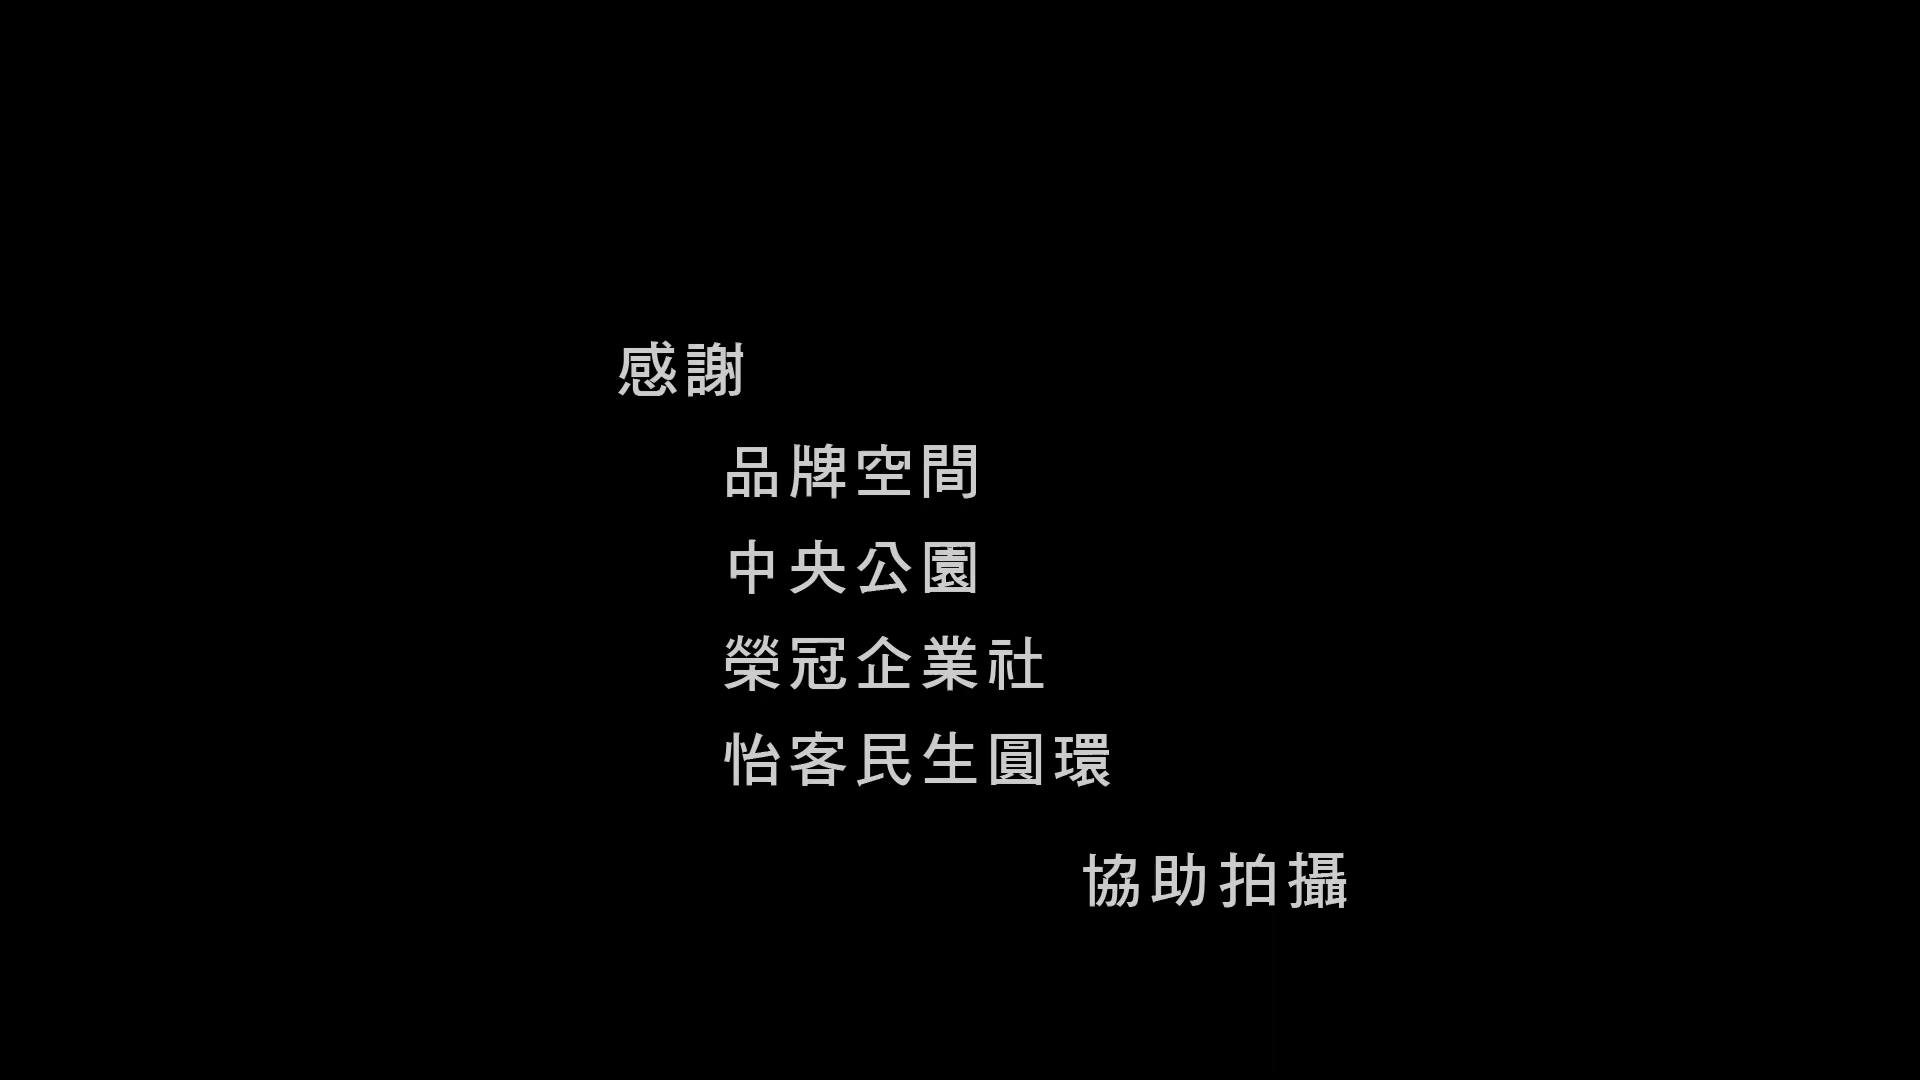 感謝
品牌空間
中央公園
榮冠企業社
怡客民生圓環
協助拍攝